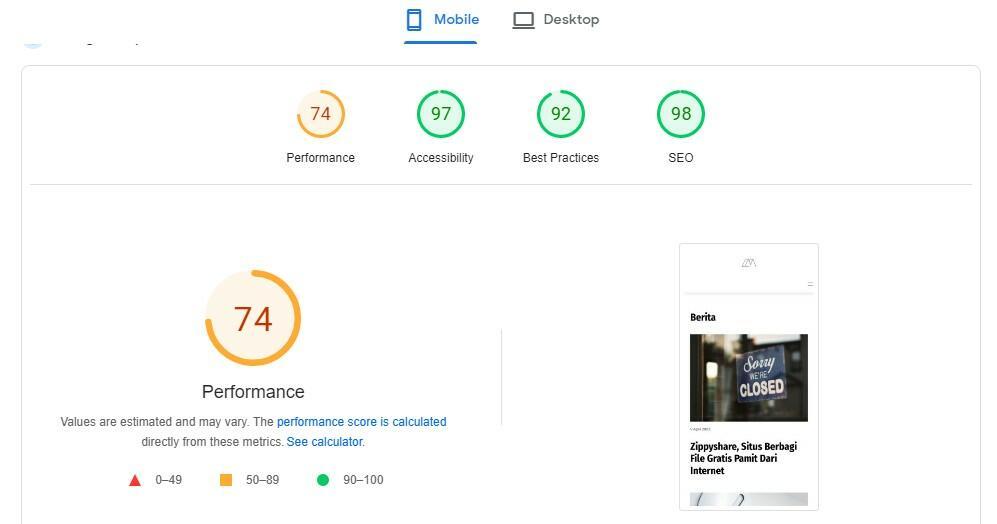 Mobile
Desktop
74
97
92
98
Performance
Accessibility
Best Practices
SEO
74
Performance
Values are estimated and may vary. The performance score is calculated
directly from these metrics. See calculator.
0–49
50–89
90–100
Berita
Sorry
WE'RE
CLOSED
Zippyshare, Situs Berbagi
File Gratis Pamit Dari
Internet